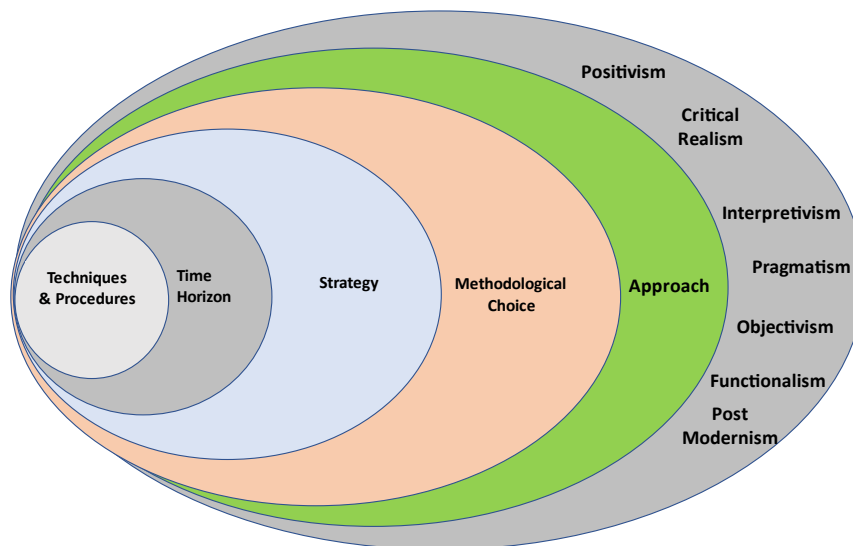 Positivism
Critical
Realism
Interpretivism
Pragmatism
Objectivism
Functionalism
Post
Modernism
Approach
Methodological
Choice
Strategy
Time
Horizon
Techniques
& Procedures